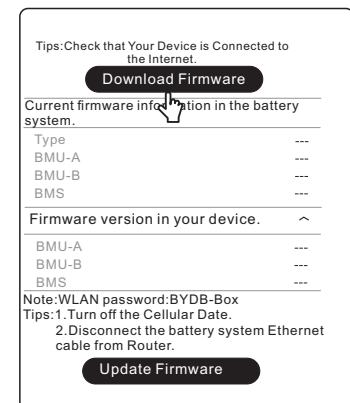 Tips:Check that Your Device is Connected to
the Internet.
Download Firmware
Current firmware information in the battery
system.
Type ---
BMU-A ---
BMU-B ---
BMS ---
Firmware version in your device.
BMU-A ---
BMU-B ---
BMS ---
Note:WLAN password:BYDB-Box
Tips:1.Turn off the Cellular Date.
2.Disconnect the battery system Ethernet
cable from Router.
Update Firmware